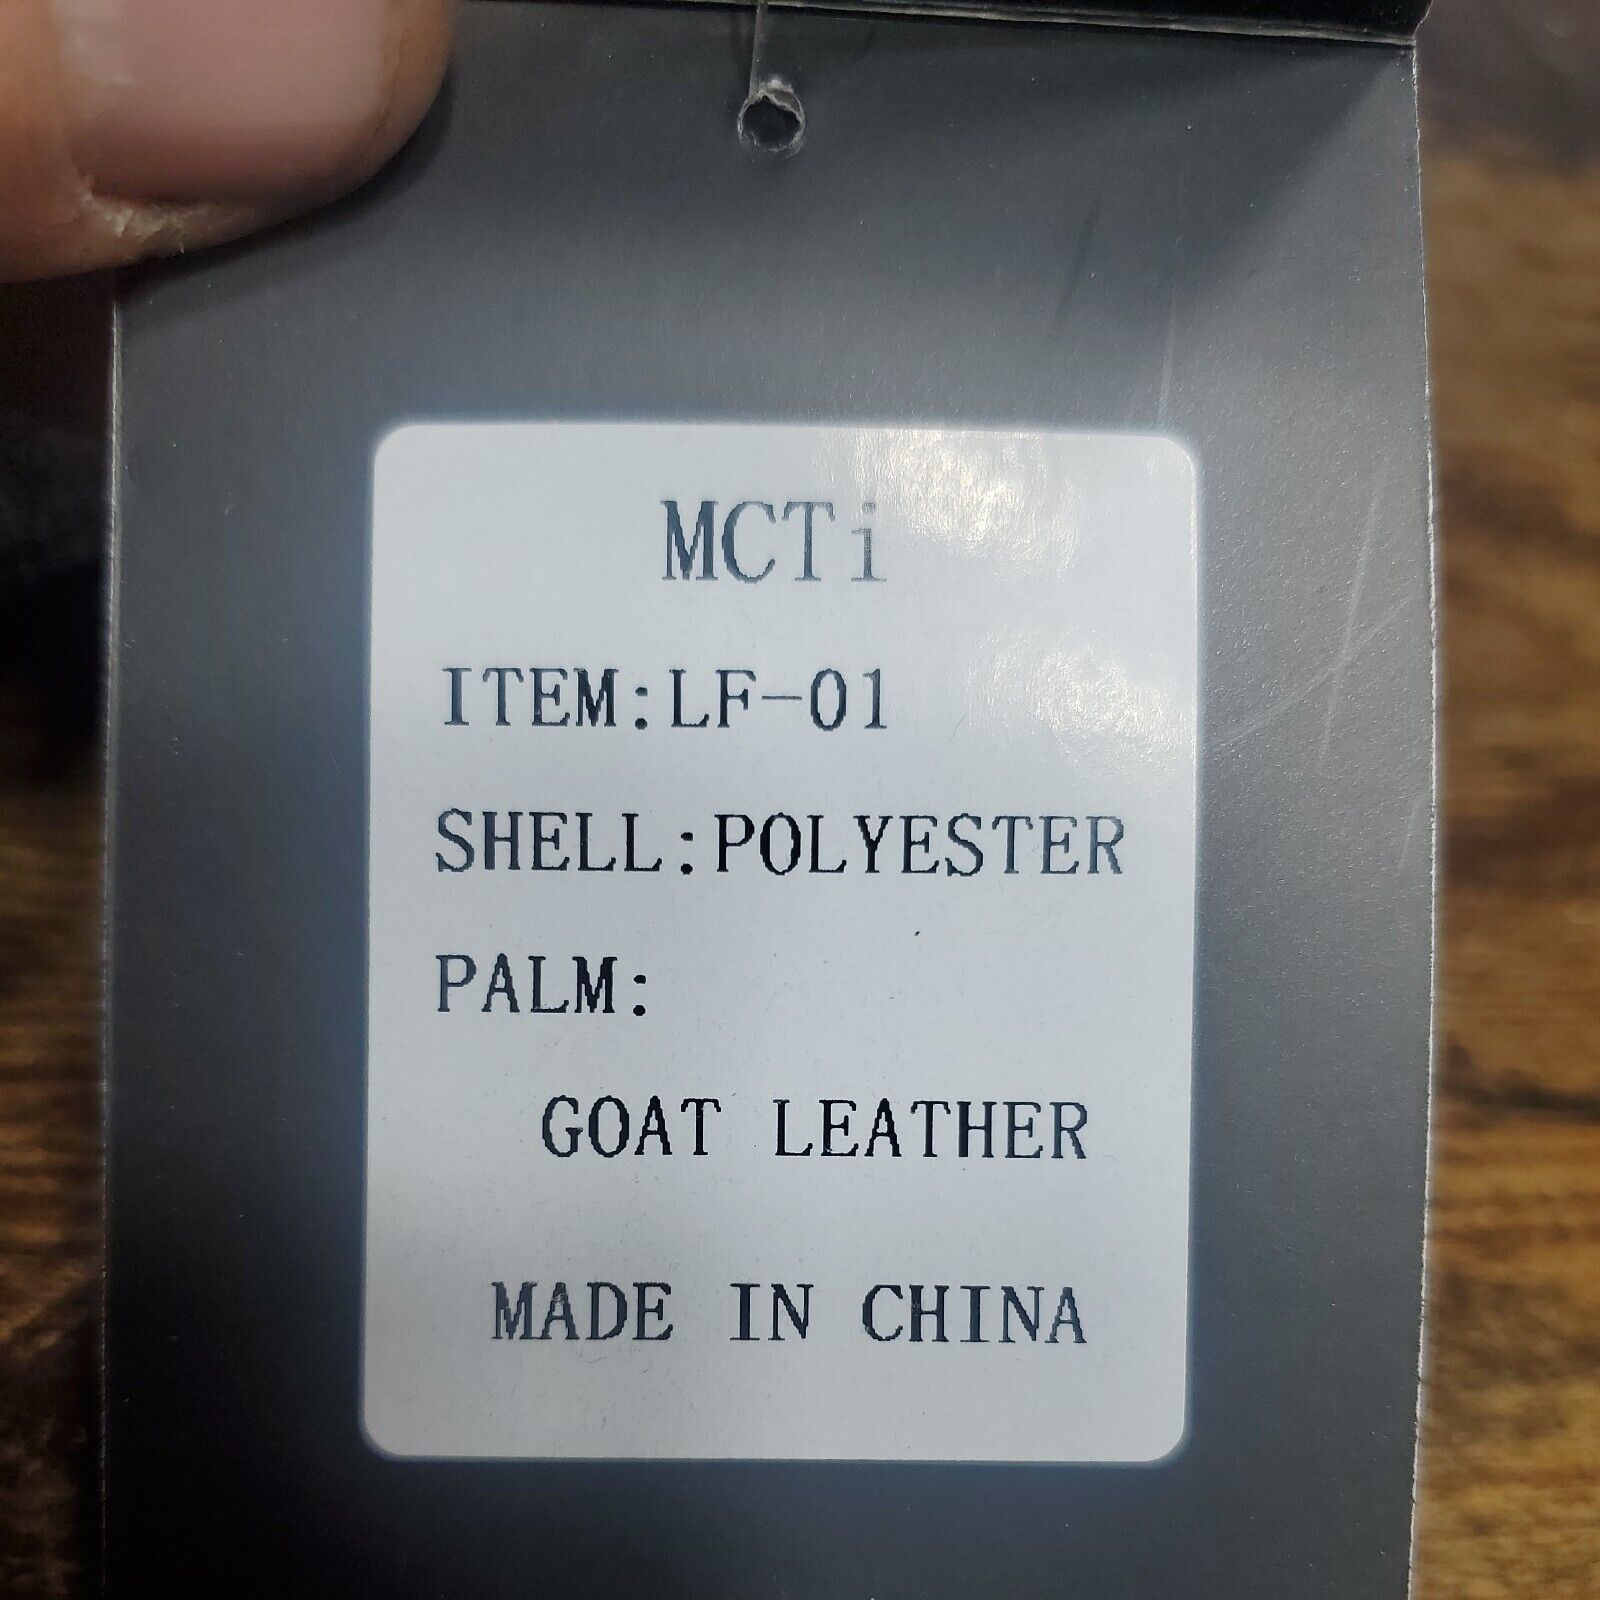 MCTi
ITEM:LF-01
SHELL:POLYESTER
PALM:
GOAT LEATHER
MADE IN CHINA